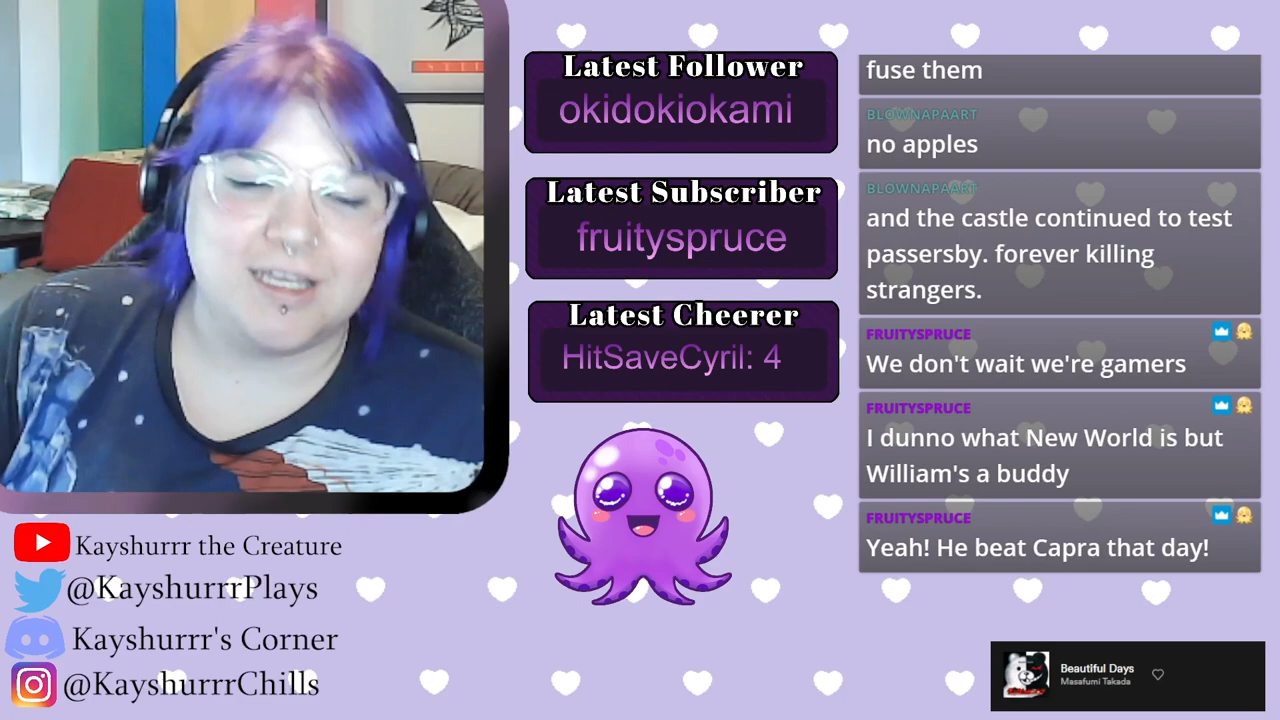 Latest Follower
okidokiokami
Latest Subscriber
fruityspruce
Latest Cheerer
HitSaveCyril: 4
Kayshurrr the Creature
@KayshurrrPlays
Kayshurrr's Corner
@KayshurrrChills
fuse them
BLOWNAPAART
no apples
BLOWNAPAART
and the castle continued to test
passersby. forever killing
strangers.
FRUITYSPRUCE
We don't wait we're gamers
FRUITYSPRUCE
I dunno what New World is but
William's a buddy
FRUITYSPRUCE
Yeah! He beat Capra that day!
Beautiful Days
Masafumi Takada